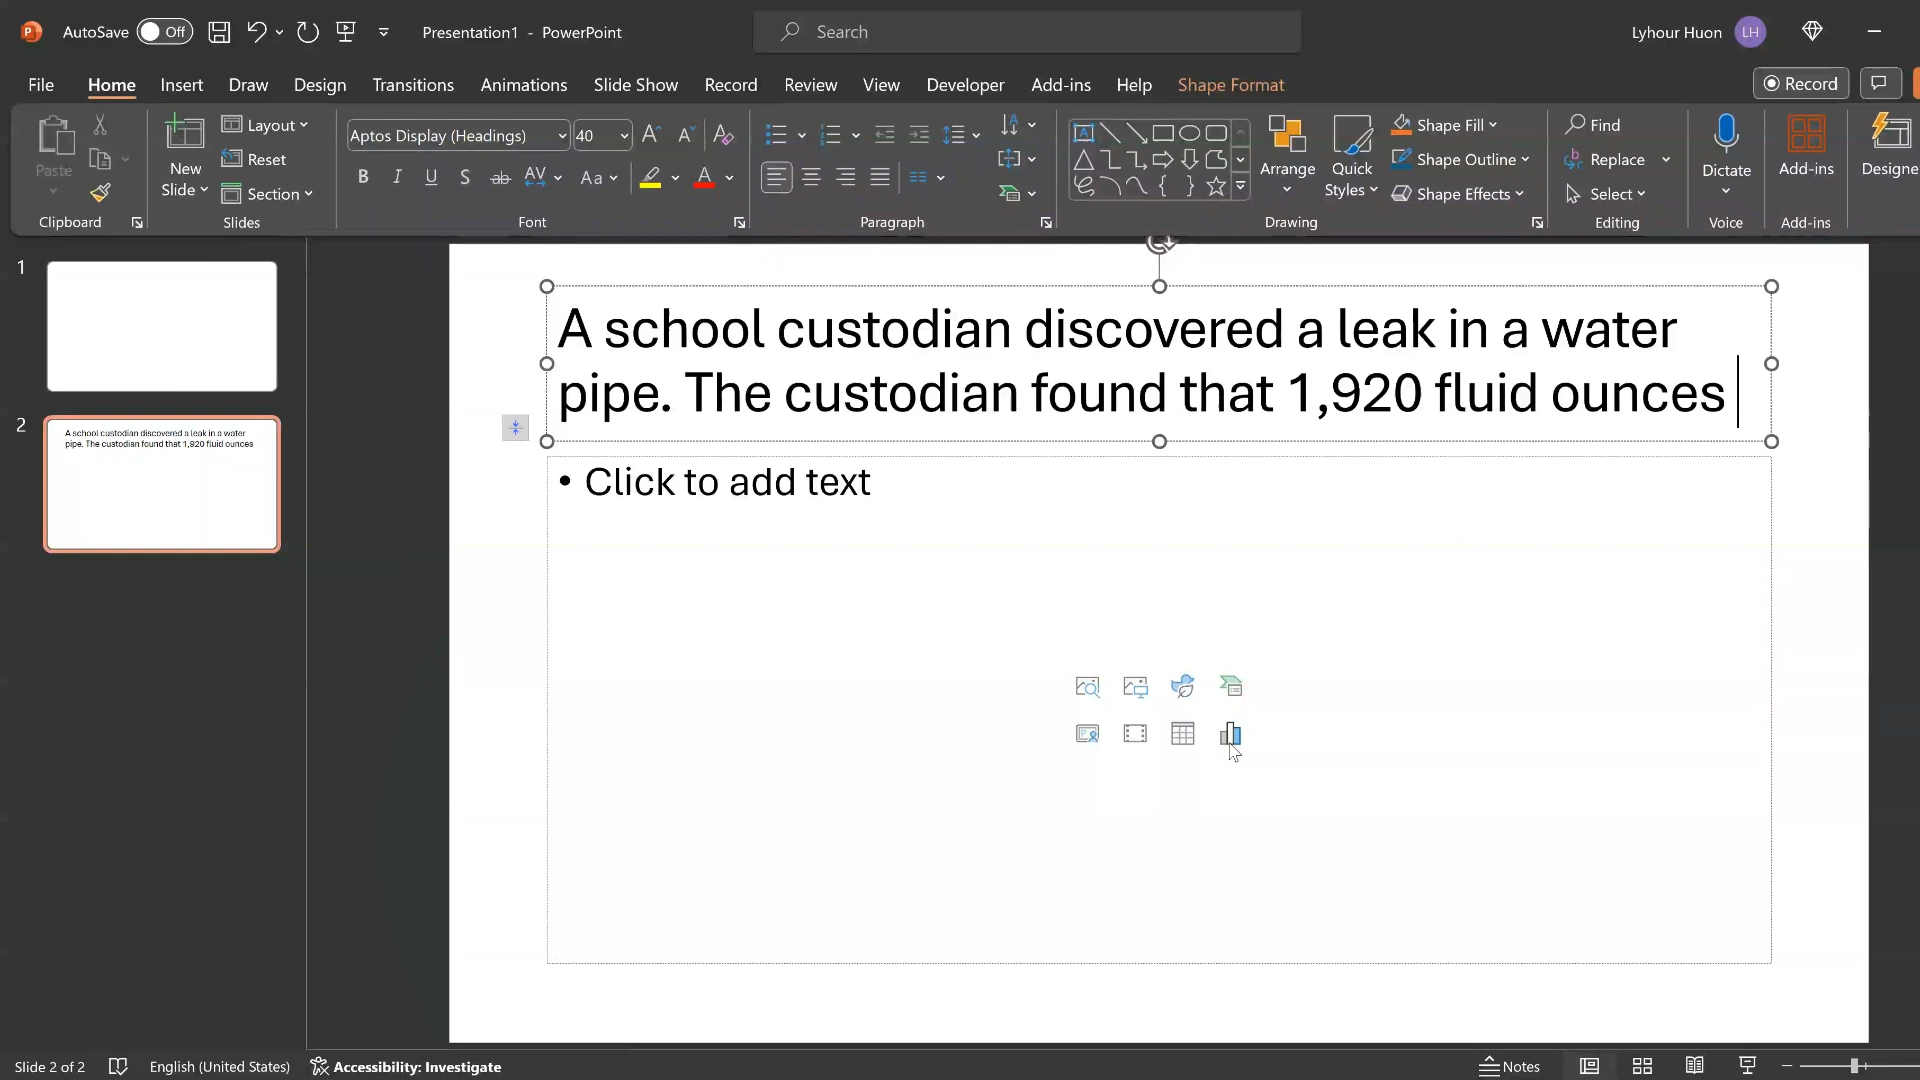 AutoSave Off Presentation1 - PowerPoint Search Lyhour Huon LH
File Home Insert Draw Design Transitions Animations Slide Show Record Review View Developer Add-ins Help Shape Format Record
Paste
New Slide
Layout
Reset
Section
Aptos Display (Headings) 40
B I U S ab AV Aa A
Arrange
Quick Styles
Shape Fill
Shape Outline
Shape Effects
Find
Replace
Select
Dictate
Add-ins
Designe
Clipboard Slides Font Paragraph Drawing Editing Voice Add-ins
1
2
A school custodian discovered a leak in a water
pipe. The custodian found that 1,920 fluid ounces
A school custodian discovered a leak in a water
pipe. The custodian found that 1,920 fluid ounces
• Click to add text
Slide 2 of 2 English (United States) Accessibility: Investigate Notes